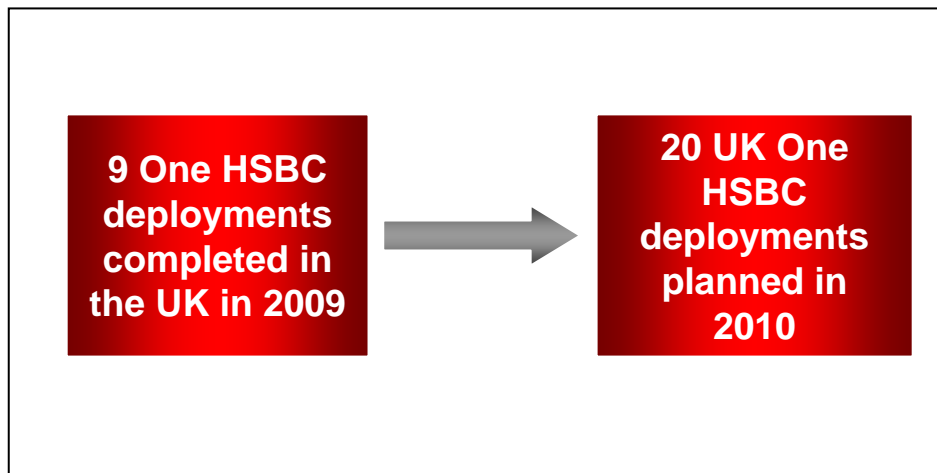 9 One HSBC
deployments
completed in
the UK in 2009
20 UK One
HSBC
deployments
planned in
2010